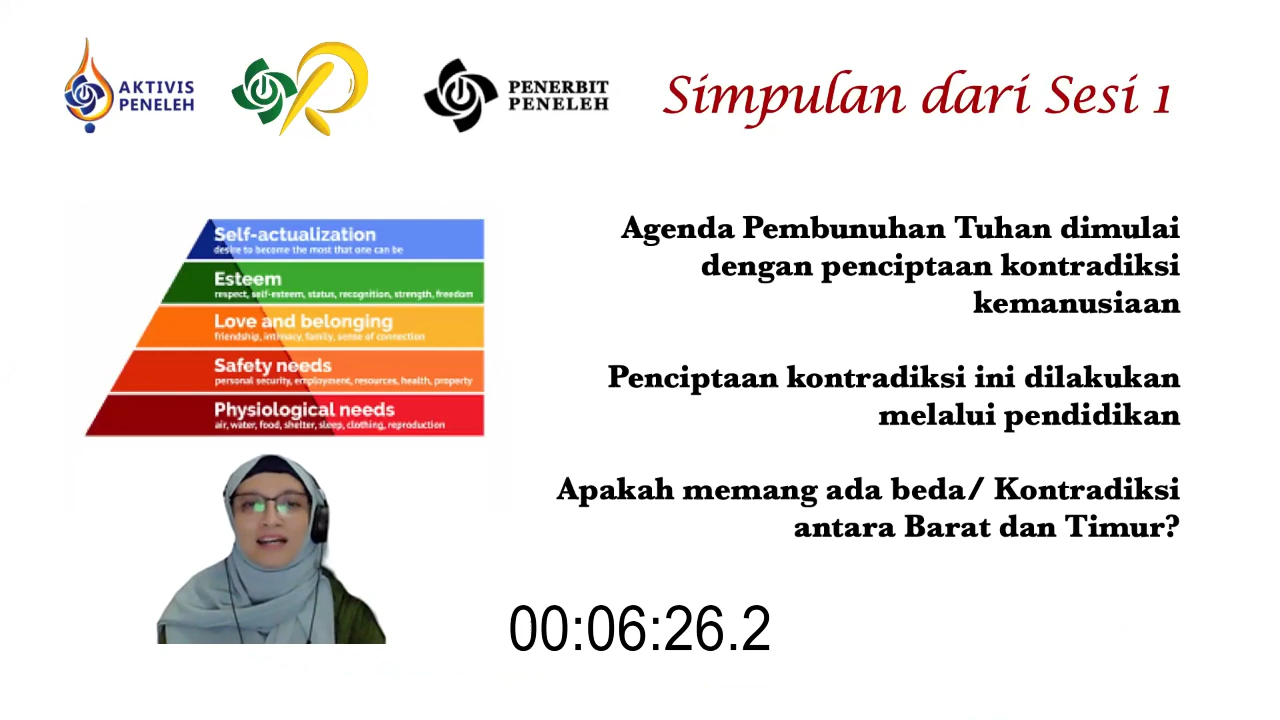 AKTIVIS
PENELEH
PENERBIT
PENELEH
Simpulan dari Sesi 1
Self-actualization
desire to become the most that one can be
Esteem
respect, self-esteem, status, recognition, strength, freedom
Love and belonging
friendship, intimacy, family, sense of connection
Safety needs
personal security, employment, resources, health, property
Physiological needs
air, water, food, shelter, sleep, clothing, reproduction
Agenda Pembunuhan Tuhan dimulai
dengan penciptaan kontradiksi
kemanusiaan
Penciptaan kontradiksi ini dilakukan
melalui pendidikan
Apakah memang ada beda/ Kontradiksi
antara Barat dan Timur?
00:06:26.2